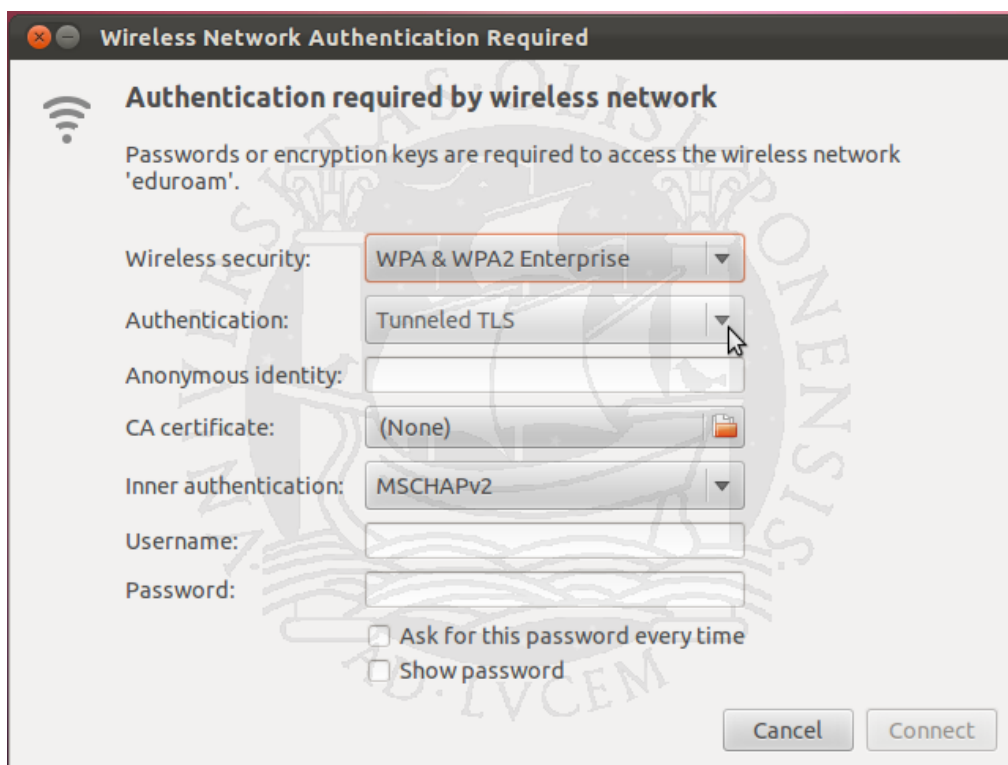 Wireless Network Authentication Required
Authentication required by wireless network
Passwords or encryption keys are required to access the wireless network
'eduroam'.
Wireless security: WPA & WPA2 Enterprise
Authentication: Tunneled TLS
Anonymous identity:
CA certificate: (None)
Inner authentication: MSCHAPv2
Username:
Password:
Ask for this password every time
Show password
Cancel Connect
AD·LVCEM